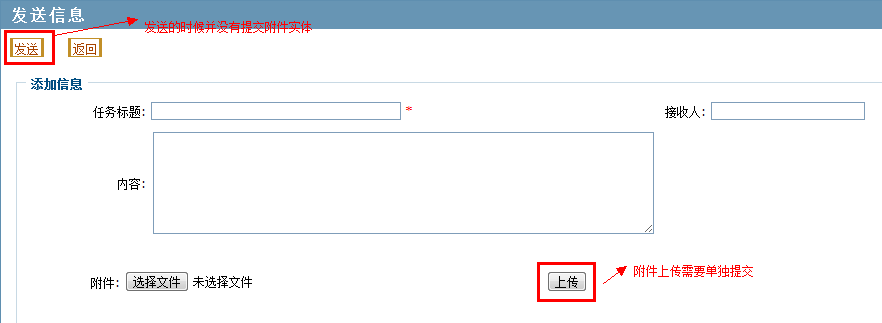 发送信息
发送的时候并没有提交附件实体
发送 返回
添加信息
任务标题: * 接收人:
内容:
附件: 选择文件 未选择文件 上传 附件上传需要单独提交